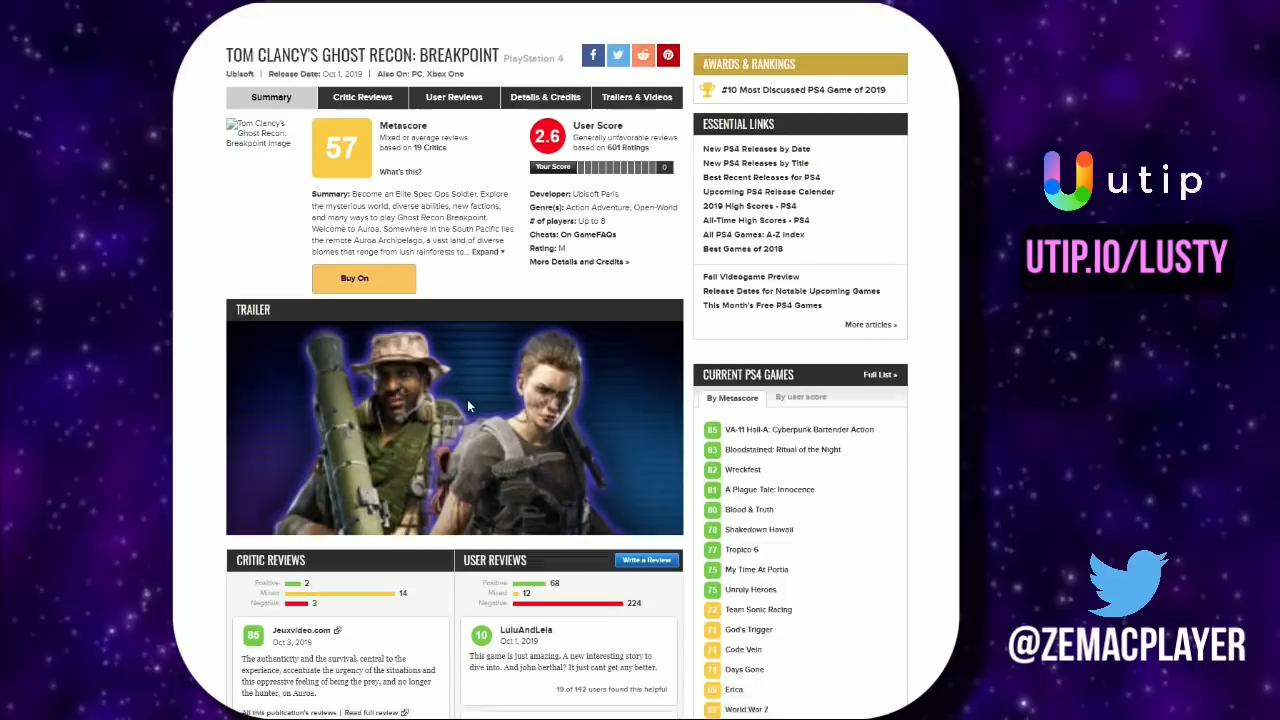 TOM CLANCY'S GHOST RECON: BREAKPOINT PlayStation 4
Ubisoft | Release Date: Oct 1, 2019 | Also On: PC, Xbox One
Summary Critic Reviews User Reviews Details & Credits Trailers & Videos
Tom Clancy's Ghost Recon: Breakpoint Image
57
Metascore
Mixed or average reviews
based on 19 Critics
What's this?
Summary: Become an Elite Spec Ops Soldier. Explore
the mysterious world, diverse abilities, new factions,
and many ways to play Ghost Recon Breakpoint.
Welcome to Auroa. Somewhere in the South Pacific lies
the remote Auroa Archipelago, a vast land of diverse
biomes that range from lush rainforests to... Expand ▾
Buy On
2.6
User Score
Generally unfavorable reviews
based on 601 Ratings
Your Score 0
Developer: Ubisoft Paris
Genre(s): Action Adventure, Open-World
# of players: Up to 8
Cheats: On GameFAQs
Rating: M
More Details and Credits »
TRAILER
CRITIC REVIEWS
Positive: 2
Mixed: 14
Negative: 3
85 Jeuxvideo.com
Oct 3, 2019
The authenticity and the survival, central to the
experience, accentuate the urgency of the situations and
this oppressive feeling of being the prey, and no longer
the hunter, on Auroa.
All this publication's reviews | Read full review
USER REVIEWS Write a Review
Positive: 68
Mixed: 12
Negative: 224
10 LuluAndLela
Oct 1, 2019
This game is just amazing. A new interesting story to
dive into. And john berthal? It just cant get any better.
19 of 142 users found this helpful
AWARDS & RANKINGS
#10 Most Discussed PS4 Game of 2019
ESSENTIAL LINKS
New PS4 Releases by Date
New PS4 Releases by Title
Best Recent Releases for PS4
Upcoming PS4 Release Calendar
2019 High Scores - PS4
All-Time High Scores - PS4
All PS4 Games: A-Z Index
Best Games of 2018
Fall Videogame Preview
Release Dates for Notable Upcoming Games
This Month's Free PS4 Games
More articles »
CURRENT PS4 GAMES Full List »
By Metascore By user score
85 VA-11 Hall-A: Cyberpunk Bartender Action
83 Bloodstained: Ritual of the Night
82 Wreckfest
81 A Plague Tale: Innocence
80 Blood & Truth
78 Shakedown Hawaii
77 Tropico 6
75 My Time At Portia
75 Unruly Heroes
72 Team Sonic Racing
71 God's Trigger
71 Code Vein
71 Days Gone
Erica
World War Z
utip
UTIP.IO/LUSTY
@ZEMACPLAYER